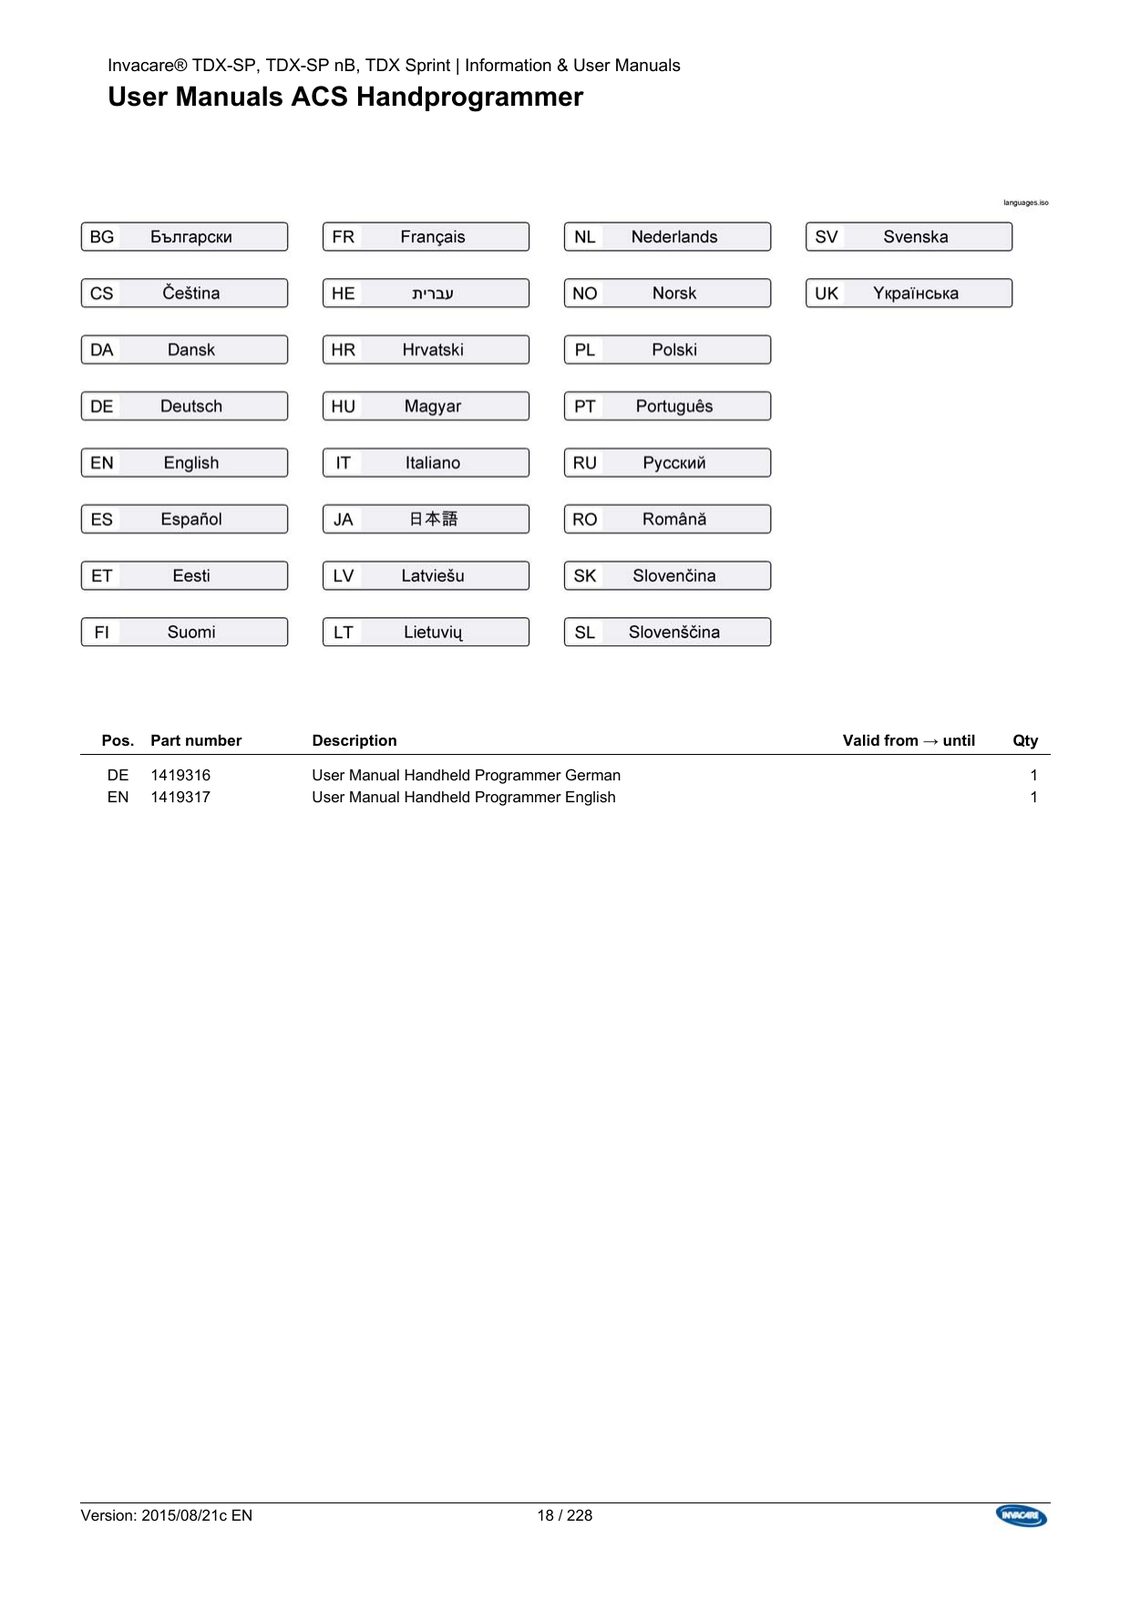 Invacare® TDX-SP, TDX-SP nB, TDX Sprint | Information & User Manuals
User Manuals ACS Handprogrammer
languages.iso
BG Български FR Français NL Nederlands SV Svenska
CS Čeština HE עברית NO Norsk UK Yкраїнська
DA Dansk HR Hrvatski PL Polski
DE Deutsch HU Magyar PT Português
EN English IT Italiano RU Русский
ES Español JA 日本語 RO Română
ET Eesti LV Latviešu SK Slovenčina
FI Suomi LT Lietuvių SL Slovenščina
Pos. Part number Description Valid from → until Qty
DE 1419316 User Manual Handheld Programmer German 1
EN 1419317 User Manual Handheld Programmer English 1
Version: 2015/08/21c EN 18 / 228 INVACARE